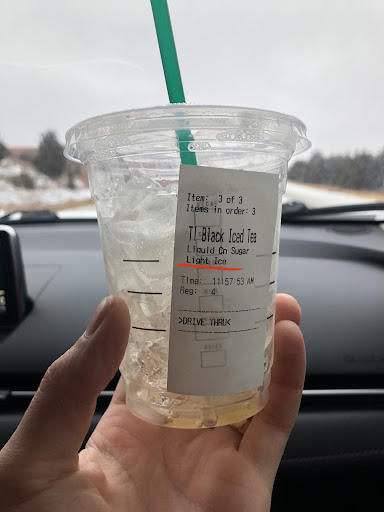 Item: 3 of 3
Items in order: 3
Tl Black Iced Tea
Liquid Cn Sugar
Light Ice
Time: 11:57:53 AM
Reg: 4
>DRIVE THRU<